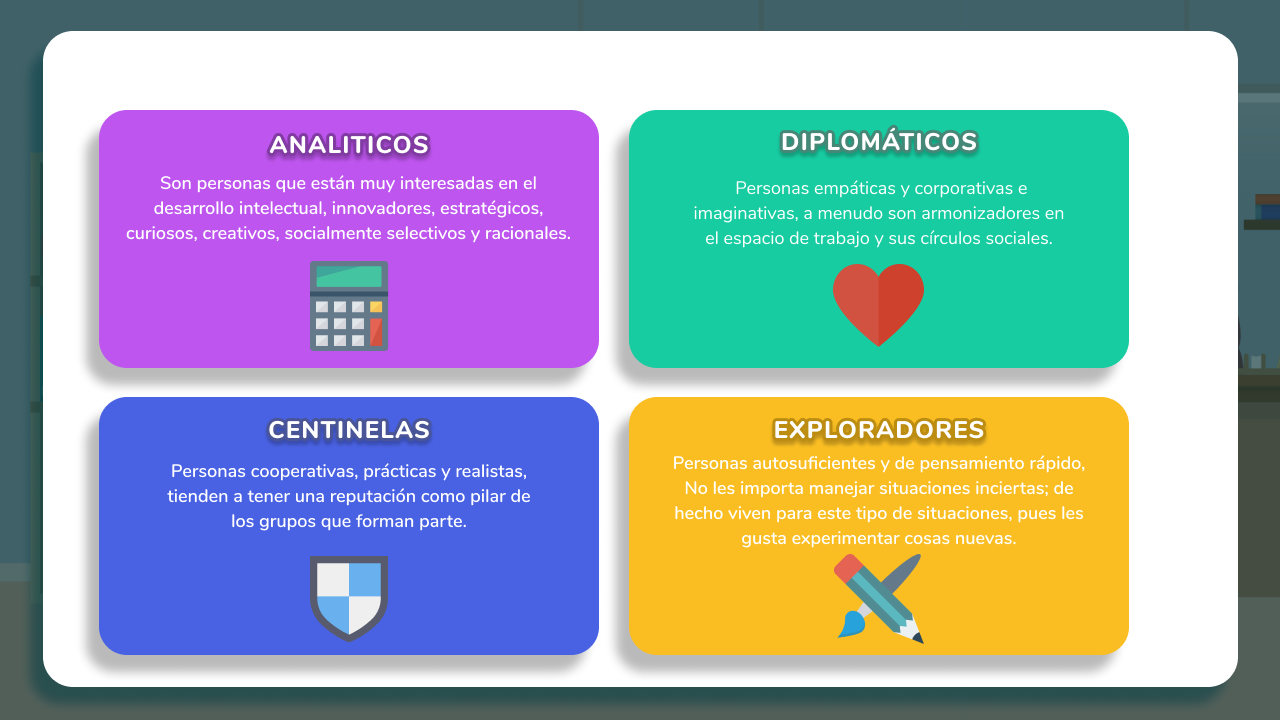 ANALITICOS
Son personas que están muy interesadas en el
desarrollo intelectual, innovadores, estratégicos,
curiosos, creativos, socialmente selectivos y racionales.
DIPLOMÁTICOS
Personas empáticas y corporativas e
imaginativas, a menudo son armonizadores en
el espacio de trabajo y sus círculos sociales.
CENTINELAS
Personas cooperativas, prácticas y realistas,
tienden a tener una reputación como pilar de
los grupos que forman parte.
EXPLORADORES
Personas autosuficientes y de pensamiento rápido,
No les importa manejar situaciones inciertas; de
hecho viven para este tipo de situaciones, pues les
gusta experimentar cosas nuevas.